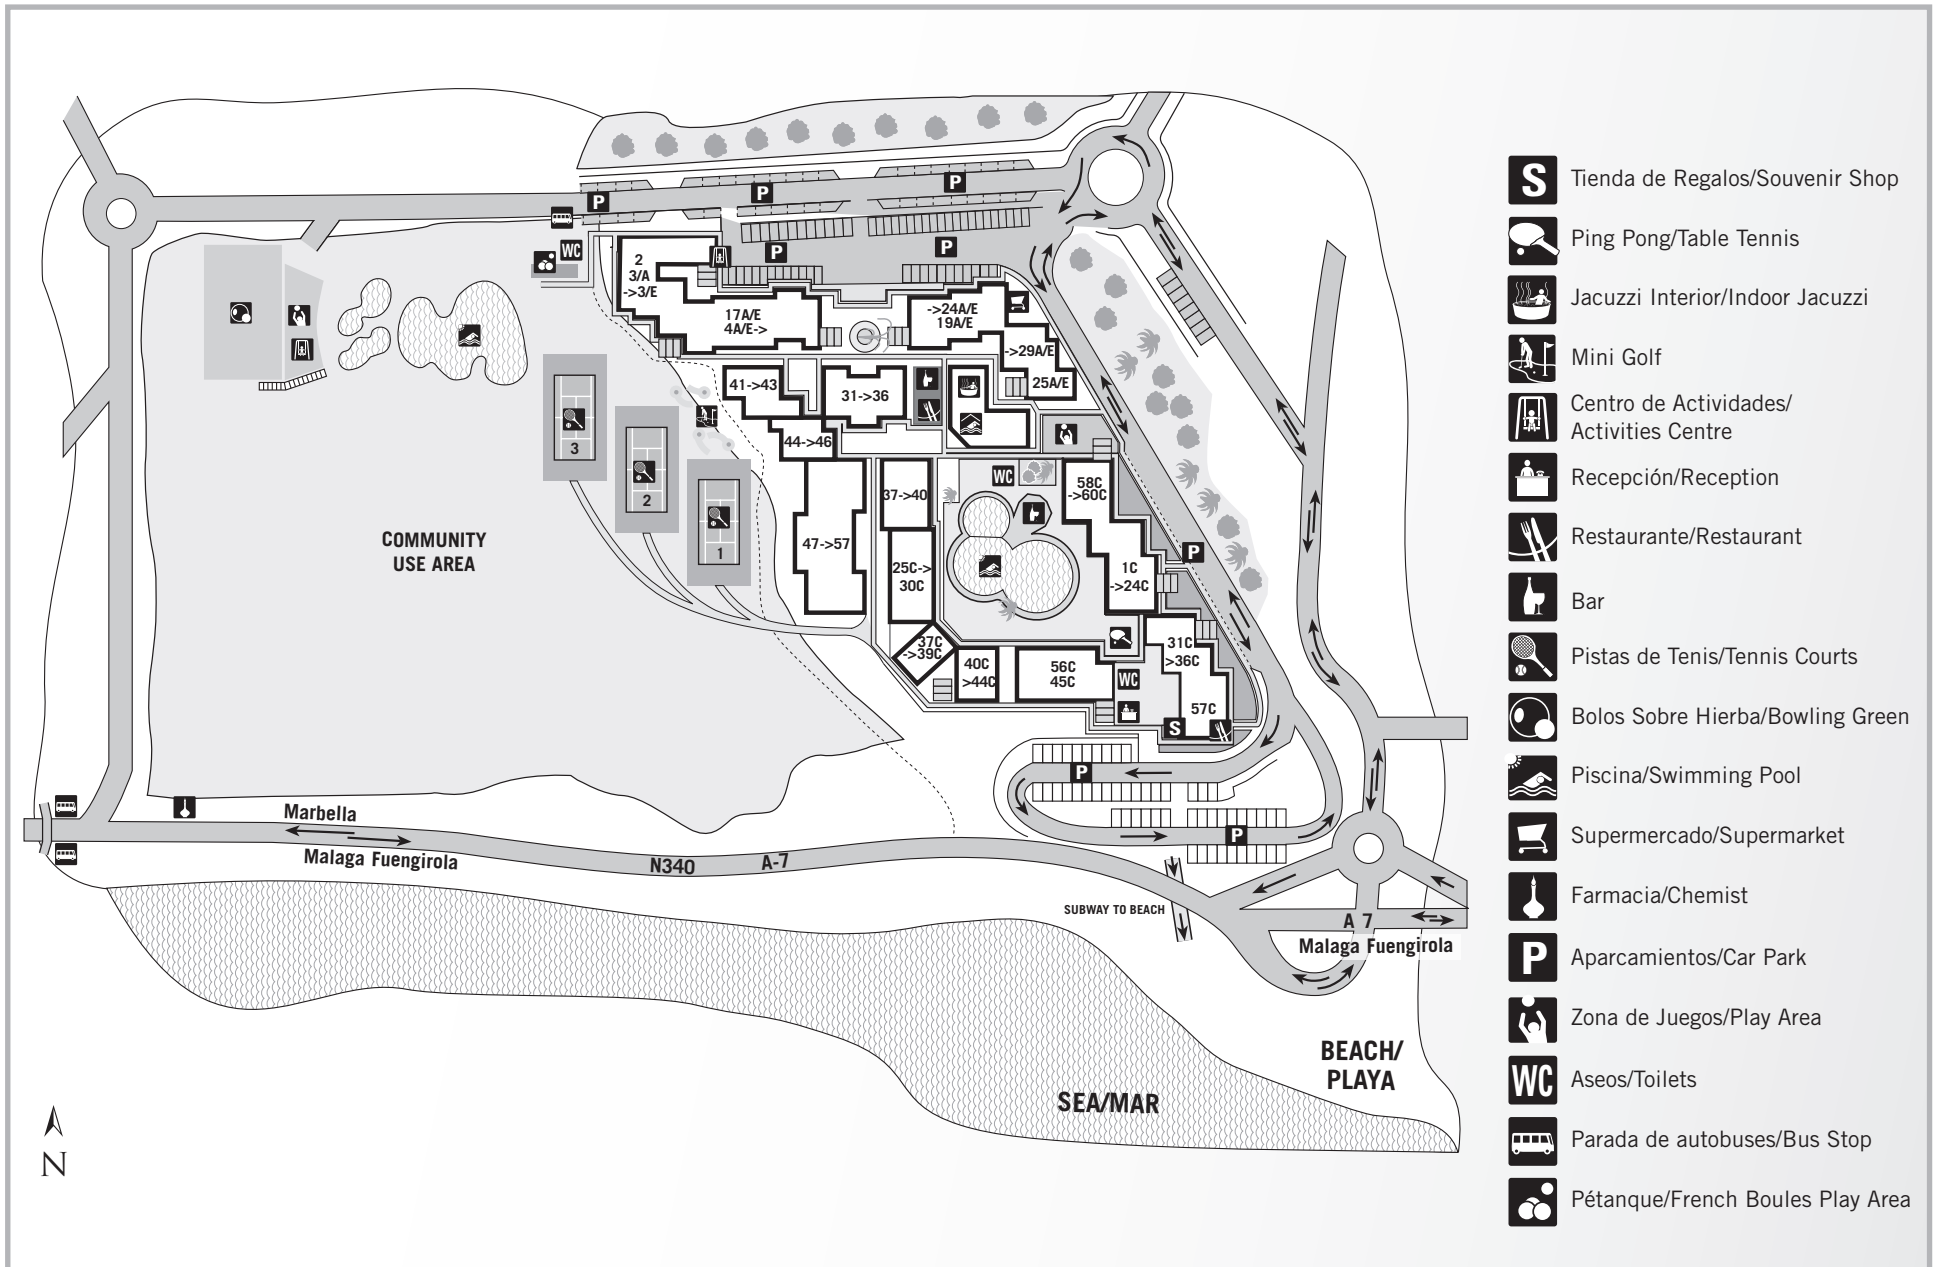 P
P
P
WC
P
P
2
3/A
->3/E
17A/E
4A/E->
->24A/E
19A/E
->29A/E
25A/E
41->43
31->36
44->46
3
2
1
WC
58C
->60C
37->40
47->57
25C->
30C
P
1C
->24C
COMMUNITY
USE AREA
37C
->39C
31C
>36C
40C
>44C
56C
45C
WC
57C
S
P
P
Marbella
Malaga Fuengirola
N340
A-7
SUBWAY TO BEACH
A 7
Malaga Fuengirola
BEACH/
PLAYA
SEA/MAR
N
S Tienda de Regalos/Souvenir Shop
Ping Pong/Table Tennis
Jacuzzi Interior/Indoor Jacuzzi
Mini Golf
Centro de Actividades/
Activities Centre
Recepción/Reception
Restaurante/Restaurant
Bar
Pistas de Tenis/Tennis Courts
Bolos Sobre Hierba/Bowling Green
Piscina/Swimming Pool
Supermercado/Supermarket
Farmacia/Chemist
P Aparcamientos/Car Park
Zona de Juegos/Play Area
WC Aseos/Toilets
Parada de autobuses/Bus Stop
Pétanque/French Boules Play Area